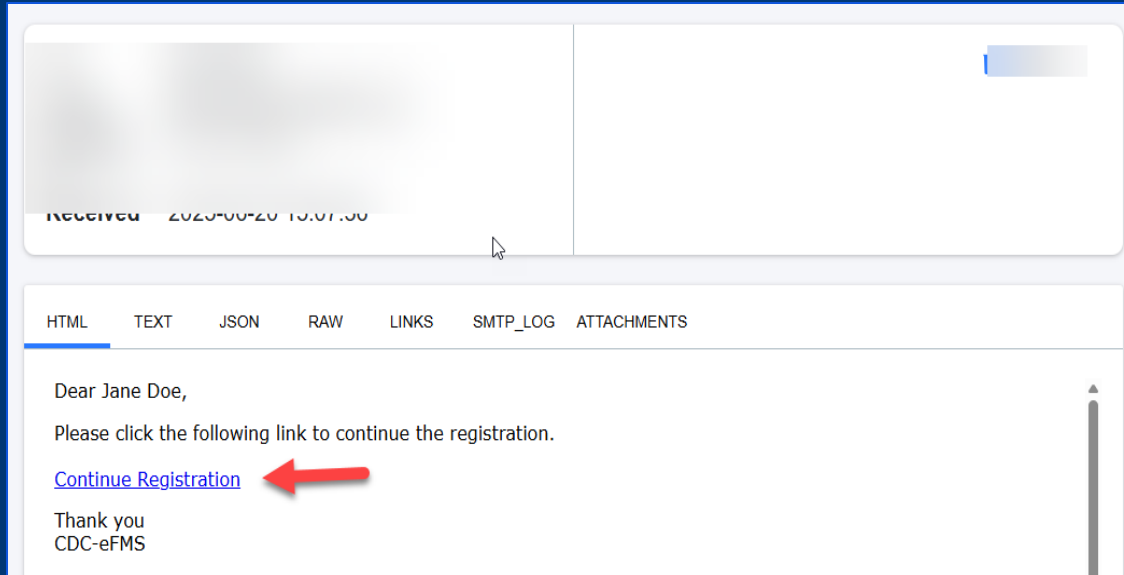 Received
HTML TEXT JSON RAW LINKS SMTP_LOG ATTACHMENTS
Dear Jane Doe,
Please click the following link to continue the registration.
Continue Registration
Thank you
CDC-eFMS